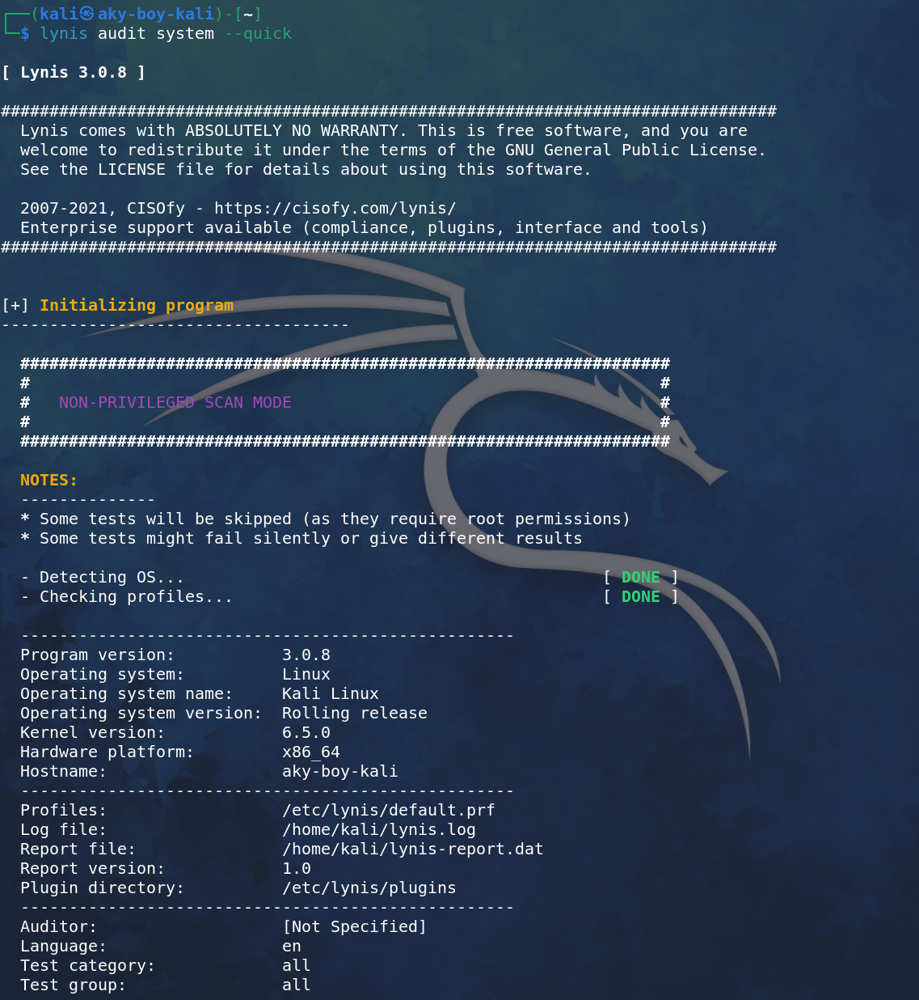 ┌──(kali㉿aky-boy-kali)-[~]
└─$ lynis audit system --quick
[ Lynis 3.0.8 ]
################################################################################
Lynis comes with ABSOLUTELY NO WARRANTY. This is free software, and you are
welcome to redistribute it under the terms of the GNU General Public License.
See the LICENSE file for details about using this software.
2007-2021, CISOfy - https://cisofy.com/lynis/
Enterprise support available (compliance, plugins, interface and tools)
################################################################################
[+] Initializing program
------------------------------------
###################################################################
# #
# NON-PRIVILEGED SCAN MODE #
# #
###################################################################
NOTES:
--------------
* Some tests will be skipped (as they require root permissions)
* Some tests might fail silently or give different results
- Detecting OS... [ DONE ]
- Checking profiles... [ DONE ]
---------------------------------------------------
Program version: 3.0.8
Operating system: Linux
Operating system name: Kali Linux
Operating system version: Rolling release
Kernel version: 6.5.0
Hardware platform: x86_64
Hostname: aky-boy-kali
---------------------------------------------------
Profiles: /etc/lynis/default.prf
Log file: /home/kali/lynis.log
Report file: /home/kali/lynis-report.dat
Report version: 1.0
Plugin directory: /etc/lynis/plugins
---------------------------------------------------
Auditor: [Not Specified]
Language: en
Test category: all
Test group: all